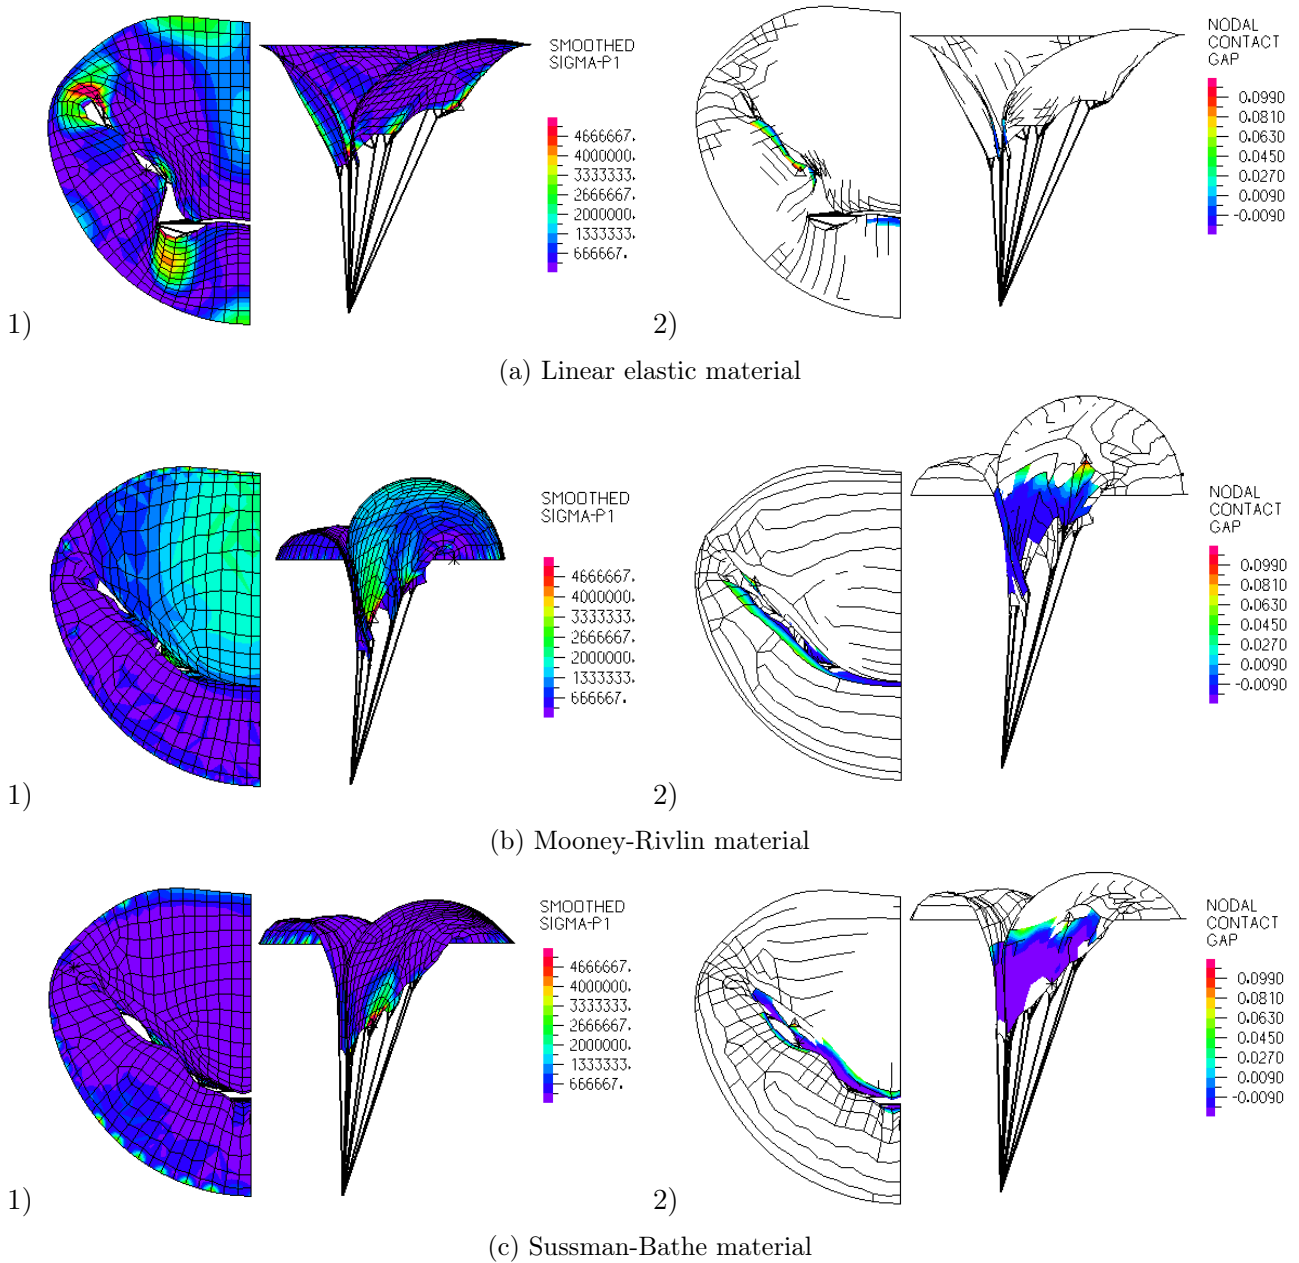 SMOOTHED
SIGMA-P1
4666667.
4000000.
3333333.
2666667.
2000000.
1333333.
666667.
NODAL
CONTACT
GAP
0.0990
0.0810
0.0630
0.0450
0.0270
0.0090
-0.0090
1)
2)
(a) Linear elastic material
SMOOTHED
SIGMA-P1
4666667.
4000000.
3333333.
2666667.
2000000.
1333333.
666667.
NODAL
CONTACT
GAP
0.0990
0.0810
0.0630
0.0450
0.0270
0.0090
-0.0090
1)
2)
(b) Mooney-Rivlin material
SMOOTHED
SIGMA-P1
4666667.
4000000.
3333333.
2666667.
2000000.
1333333.
666667.
NODAL
CONTACT
GAP
0.0990
0.0810
0.0630
0.0450
0.0270
0.0090
-0.0090
1)
2)
(c) Sussman-Bathe material